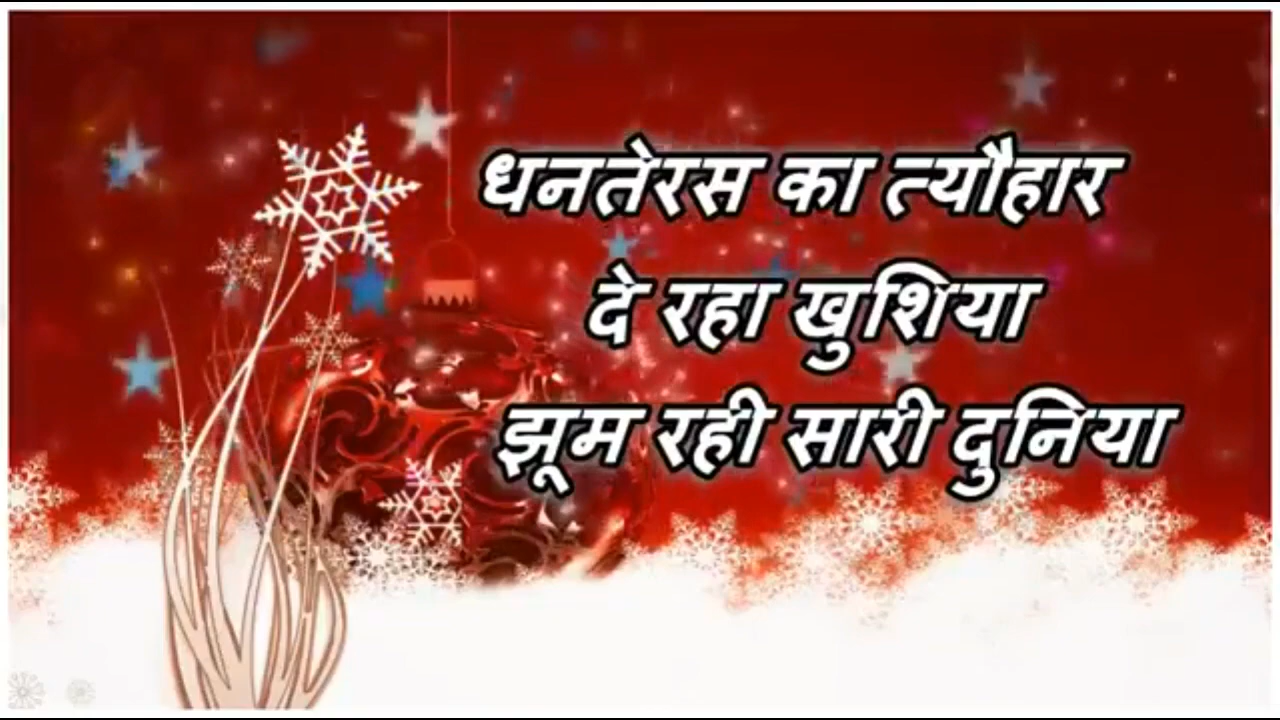 धनतेरस का त्यौहार
दे रहा खुशिया
झूम रही सारी दुनिया